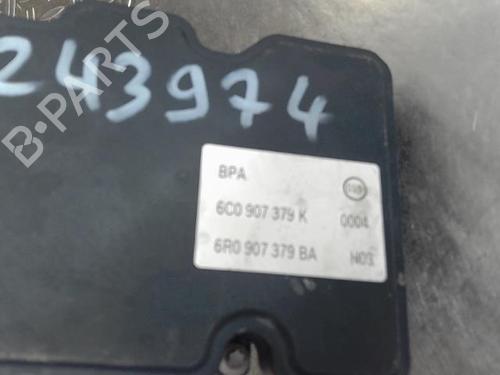 243974
B-PARTS
BPA
6C0 907 379 K 0004
6R0 907 379 BA H03